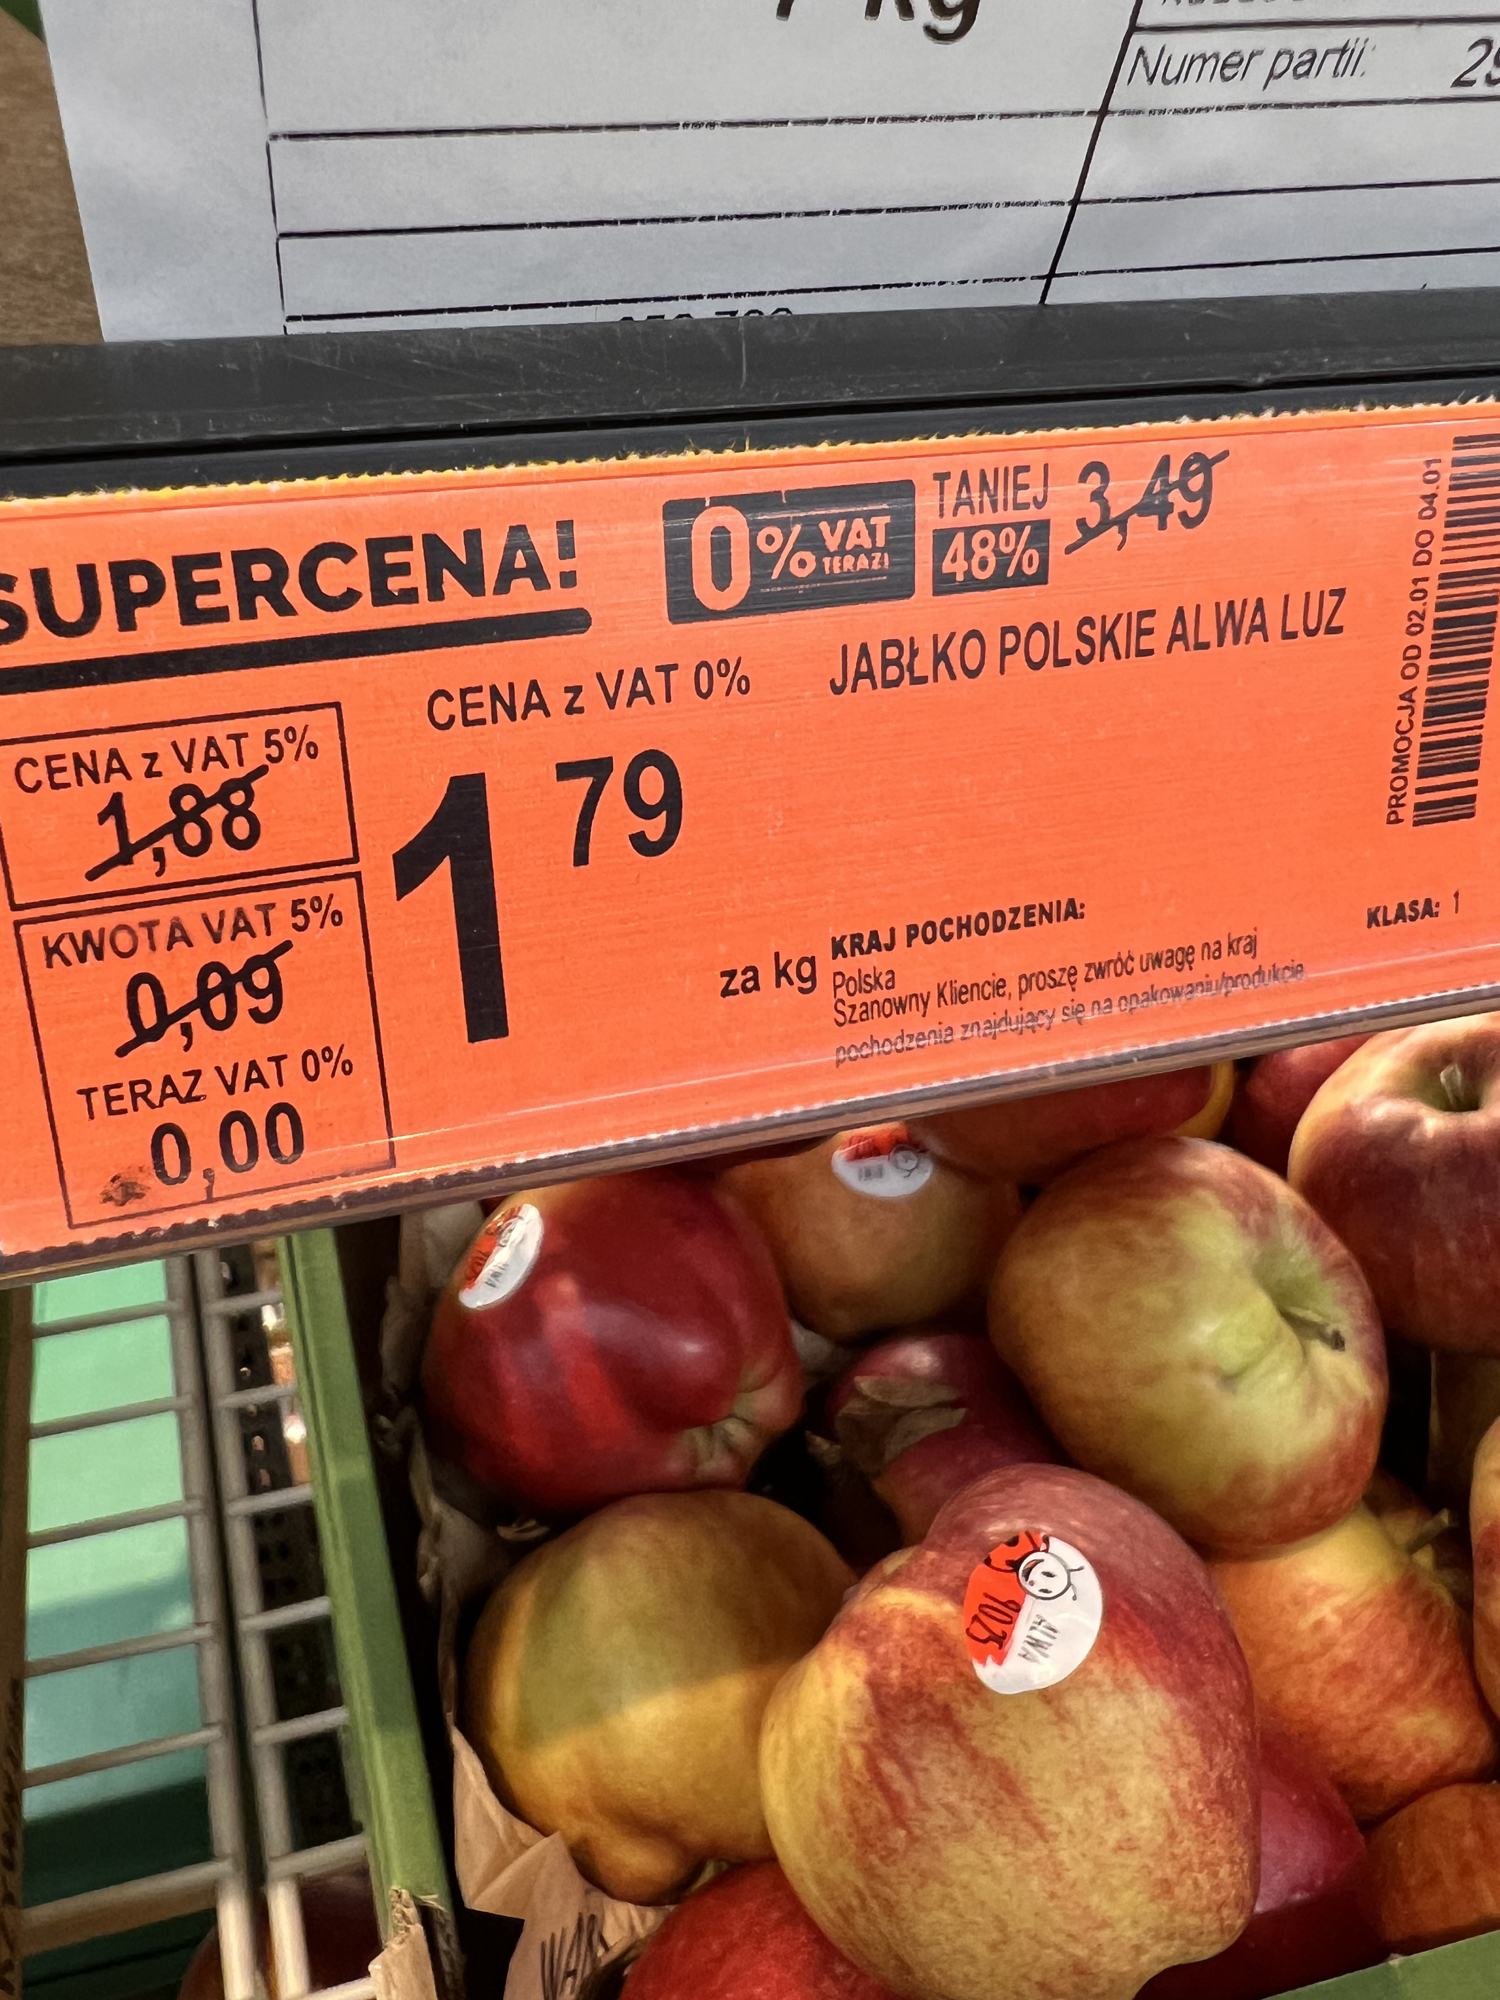 kg
Numer partii: 29
SUPERCENA!
0% VAT
TERAZ!
TANIEJ
48%
3,49
JABŁKO POLSKIE ALWA LUZ
CENA z VAT 0%
1 79
za kg
CENA z VAT 5%
1,88
KWOTA VAT 5%
0,09
TERAZ VAT 0%
0,00
KRAJ POCHODZENIA:
Polska
Szanowny Kliencie, proszę zwróć uwagę na kraj
pochodzenia znajdujący się na opakowaniu/produkcie
KLASA: 1
PROMOCJA OD 02.01 DO 04.01
ALWA
ALWA